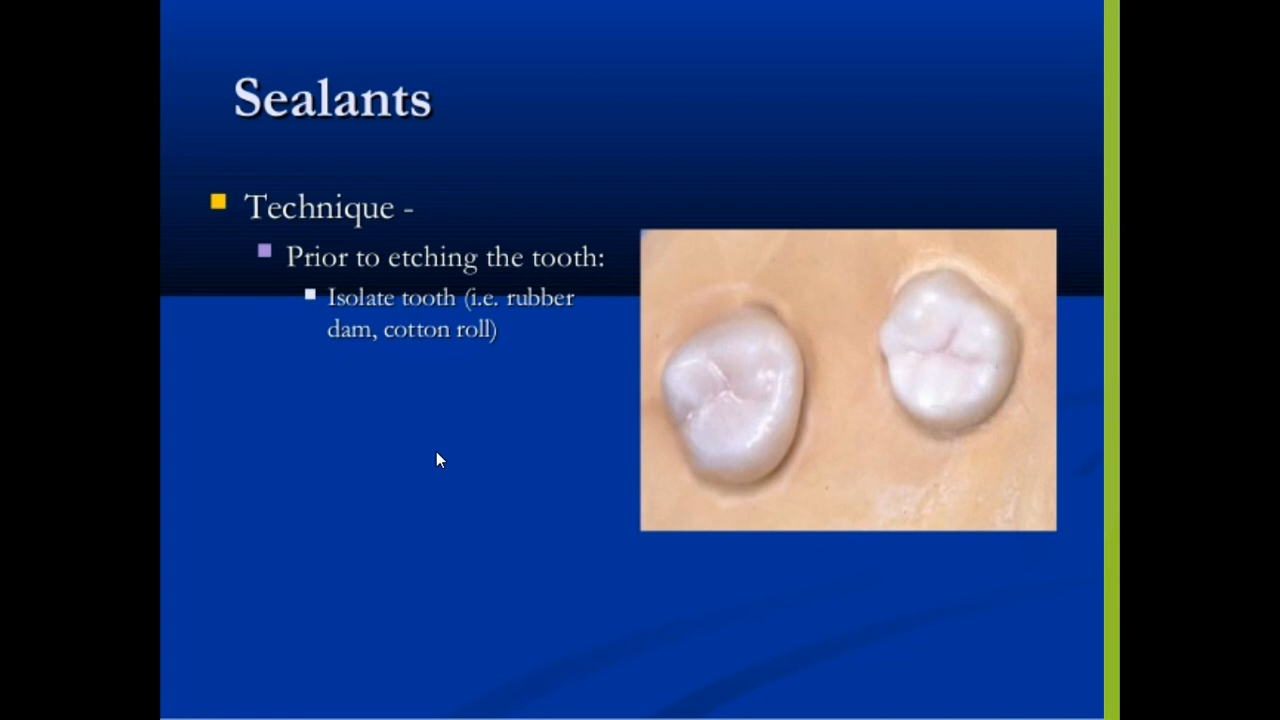 Sealants
Technique -
Prior to etching the tooth:
Isolate tooth (i.e. rubber
dam, cotton roll)